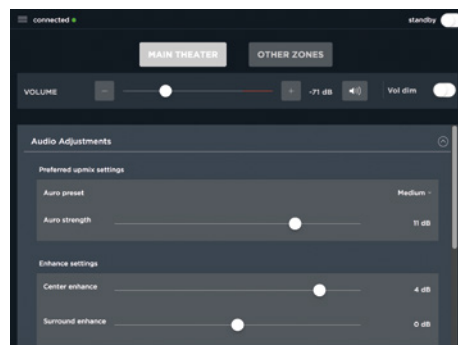 connected
standby
MAIN THEATER OTHER ZONES
VOLUME - + -71 dB Vol dim
Audio Adjustments
Preferred upmix settings
Auro preset Medium
Auro strength 11 dB
Enhance settings
Center enhance 4 dB
Surround enhance 0 dB